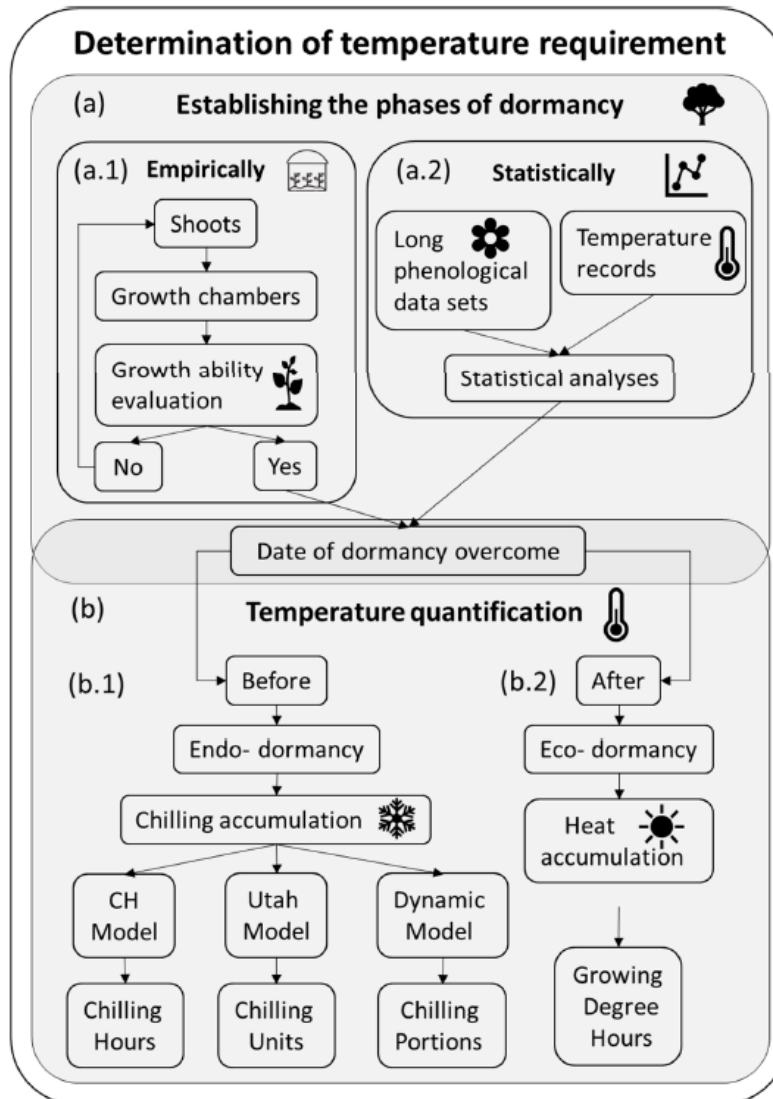 Determination of temperature requirement
(a)
Establishing the phases of dormancy
(a.1)
Empirically
Shoots
Growth chambers
Growth ability
evaluation
No
Yes
(a.2)
Statistically
Long
phenological
data sets
Temperature
records
Statistical analyses
Date of dormancy overcome
(b)
Temperature quantification
(b.1)
Before
Endo- dormancy
Chilling accumulation
CH
Model
Utah
Model
Dynamic
Model
Chilling
Hours
Chilling
Units
Chilling
Portions
(b.2)
After
Eco- dormancy
Heat
accumulation
Growing
Degree
Hours